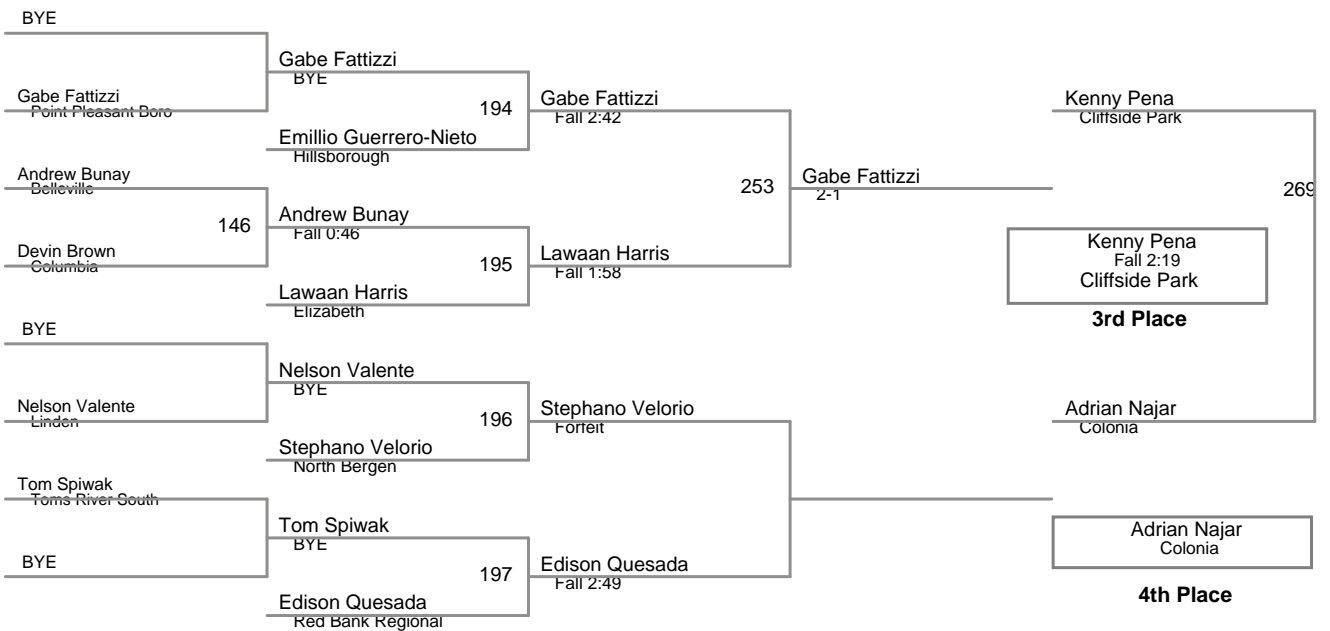 BYE
Gabe Fattizzi
Point Pleasant Boro
Andrew Bunay
Belleville
146
Devin Brown
Columbia
BYE
Nelson Valente
Linden
Tom Spiwak
Toms River South
BYE
Gabe Fattizzi
BYE
194
Emillio Guerrero-Nieto
Hillsborough
Andrew Bunay
Fall 0:46
195
Lawaan Harris
Elizabeth
Nelson Valente
BYE
196
Stephano Velorio
North Bergen
Tom Spiwak
BYE
197
Edison Quesada
Red Bank Regional
Gabe Fattizzi
Fall 2:42
253
Lawaan Harris
Fall 1:58
Stephano Velorio
Forfeit
Edison Quesada
Fall 2:49
Gabe Fattizzi
2-1
Kenny Pena
Cliffside Park
269
Kenny Pena
Fall 2:19
Cliffside Park
3rd Place
Adrian Najar
Colonia
Adrian Najar
Colonia
4th Place